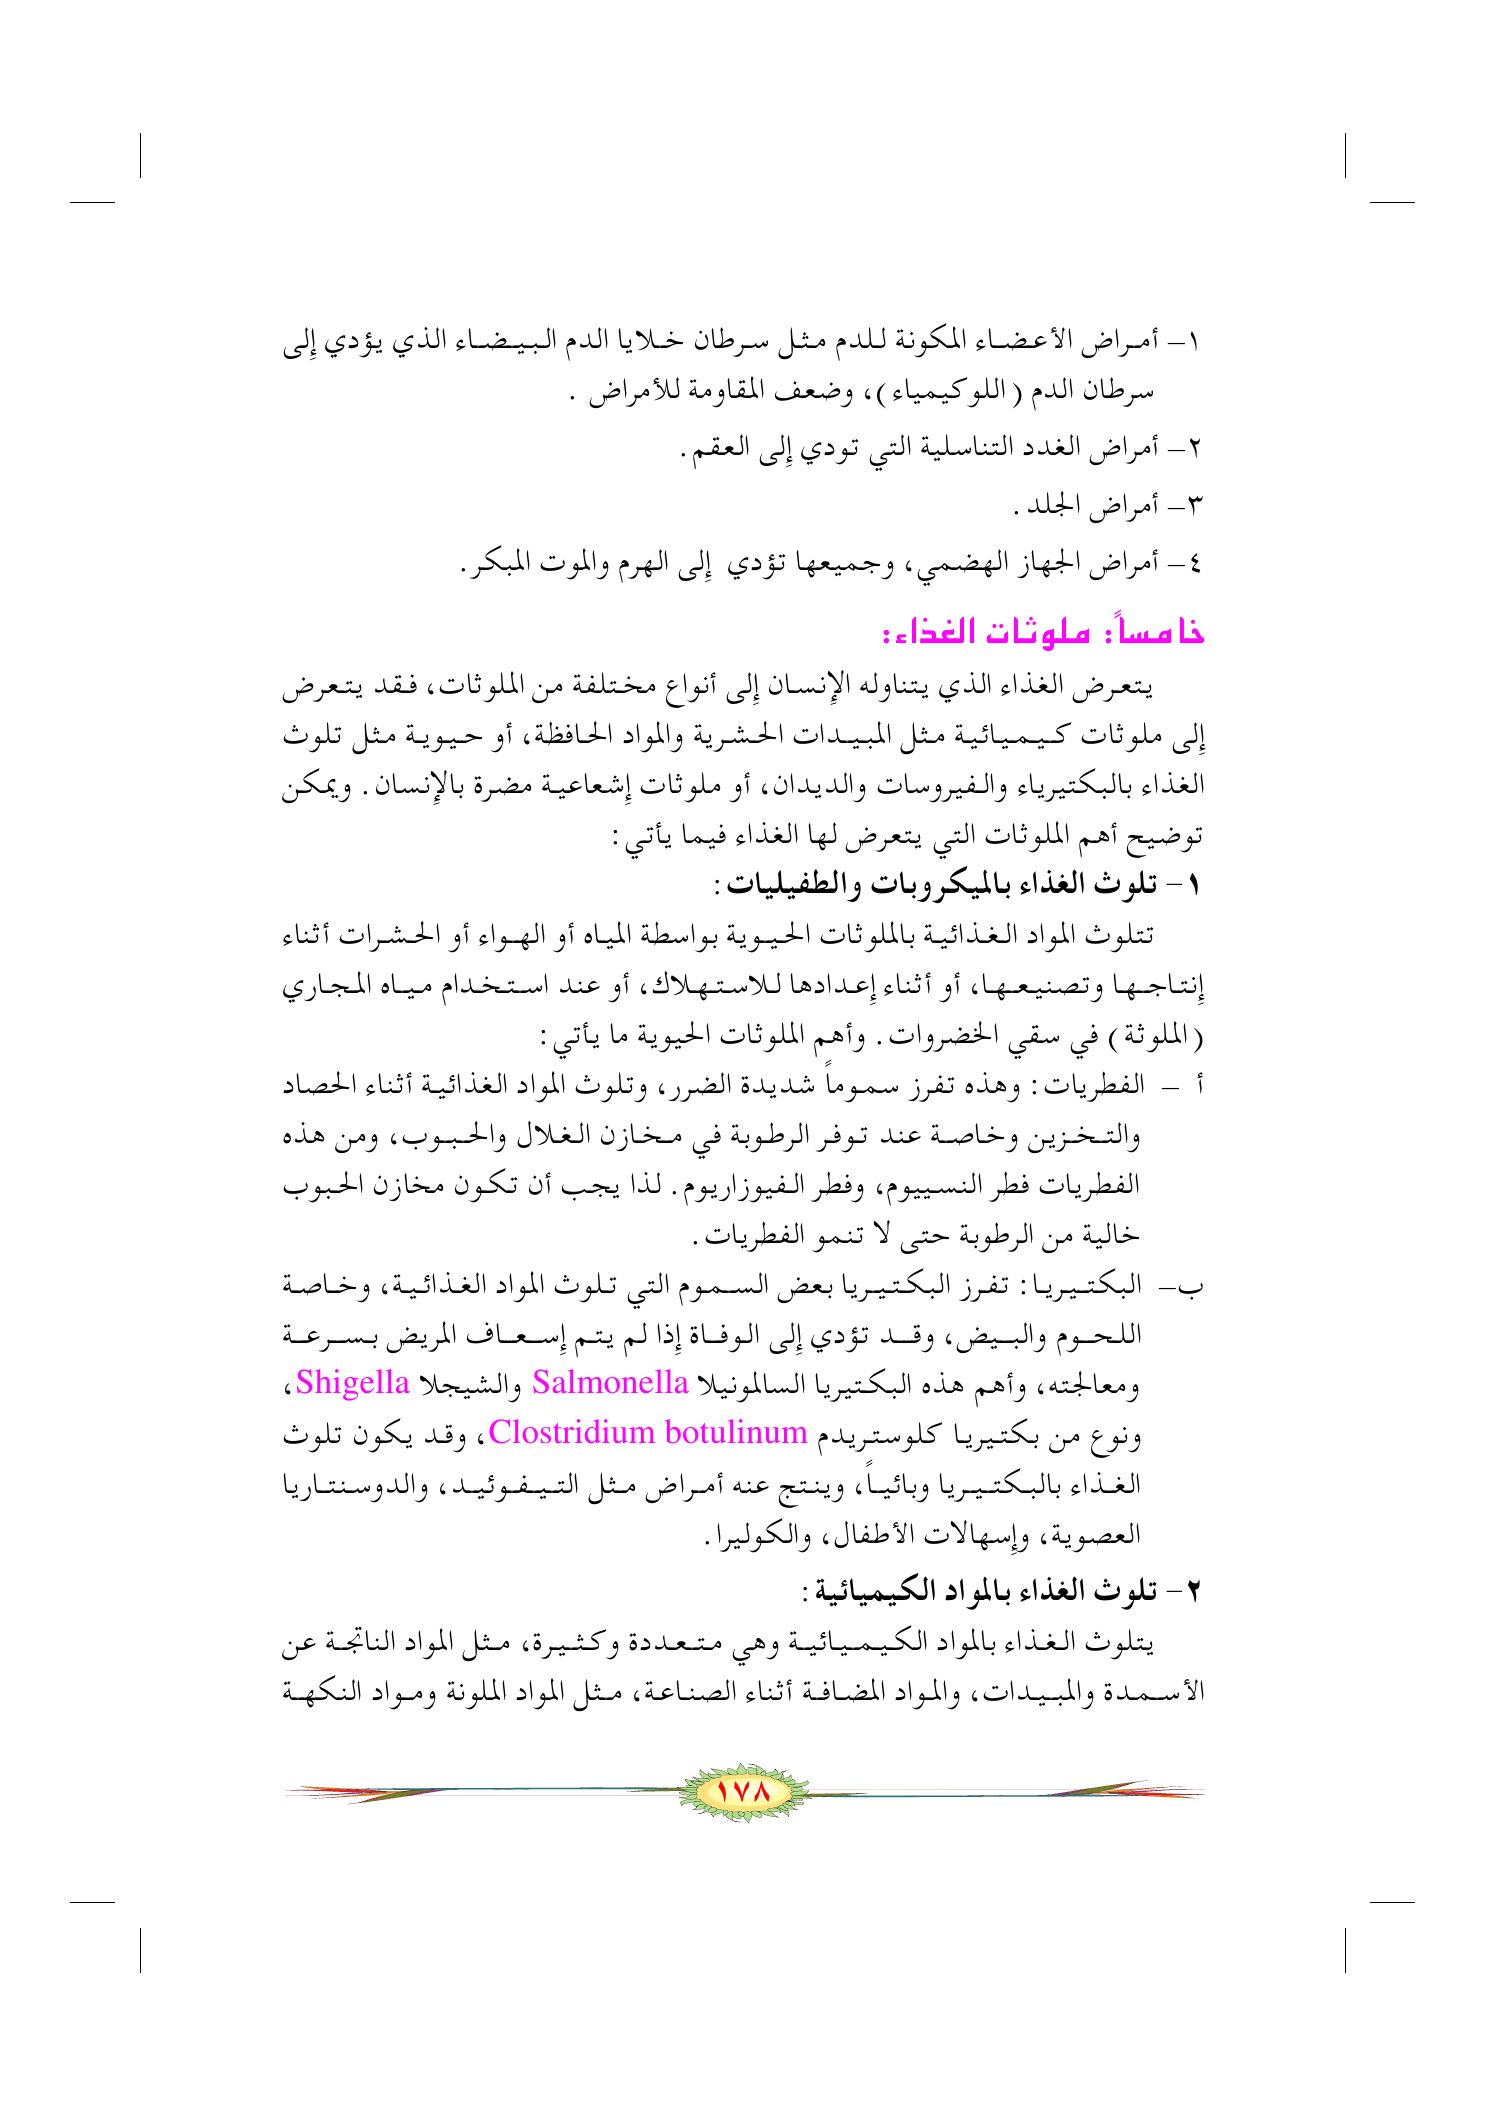 ١– أمراض الأعضاء المكونة للدم مثل سرطان خلايا الدم البيضاء الذي يؤدي إلى
سرطان الدم (اللوكيمياء)، وضعف المقاومة للأمراض .
٢– أمراض الغدد التناسلية التي تودي إلى العقم.
٣– أمراض الجلد .
٤– أمراض الجهاز الهضمي، وجميعها تؤدي إلى الهرم والموت المبكر.
خامساً: ملوثات الغذاء:
يتعرض الغذاء الذي يتناوله الإنسان إلى أنواع مختلفة من الملوثات، فقد يتعرض
إلى ملوثات كيميائية مثل المبيدات الحشرية والمواد الحافظة، أو حيوية مثل تلوث
الغذاء بالبكتيرياء والفيروسات والديدان، أو ملوثات إشعاعية مضرة بالإنسان. ويمكن
توضيح أهم الملوثات التي يتعرض لها الغذاء فيما يأتي:
١– تلوث الغذاء بالميكروبات والطفيليات:
تتلوث المواد الغذائية بالملوثات الحيوية بواسطة المياه أو الهواء أو الحشرات أثناء
إنتاجها وتصنيعها، أو أثناء إعدادها للاستهلاك، أو عند استخدام مياه المجاري
(الملوثة) في سقي الخضروات. وأهم الملوثات الحيوية ما يأتي:
أ – الفطريات: وهذه تفرز سموماً شديدة الضرر، وتلوث المواد الغذائية أثناء الحصاد
والتخزين وخاصة عند توفر الرطوبة في مخازن الغلال والحبوب، ومن هذه
الفطريات فطر النسييوم، وفطر الفيوزاريوم. لذا يجب أن تكون مخازن الحبوب
خالية من الرطوبة حتى لا تنمو الفطريات.
ب– البكتيريا: تفرز البكتيريا بعض السموم التي تلوث المواد الغذائية، وخاصة
اللحوم والبيض، وقد تؤدي إلى الوفاة إذا لم يتم إسعاف المريض بسرعة
ومعالجته، وأهم هذه البكتيريا السالمونيلا Salmonella والشيجلا Shigella،
ونوع من بكتيريا كلوستريدم Clostridium botulinum، وقد يكون تلوث
الغذاء بالبكتيريا وبائياً، وينتج عنه أمراض مثل التيفوئيد، والدوسنتاريا
العصوية، وإسهالات الأطفال، والكوليرا.
٢– تلوث الغذاء بالمواد الكيميائية:
يتلوث الغذاء بالمواد الكيميائية وهي متعددة وكثيرة، مثل المواد الناتجة عن
الأسمدة والمبيدات، والمواد المضافة أثناء الصناعة، مثل المواد الملونة ومواد النكهة
١٧٨